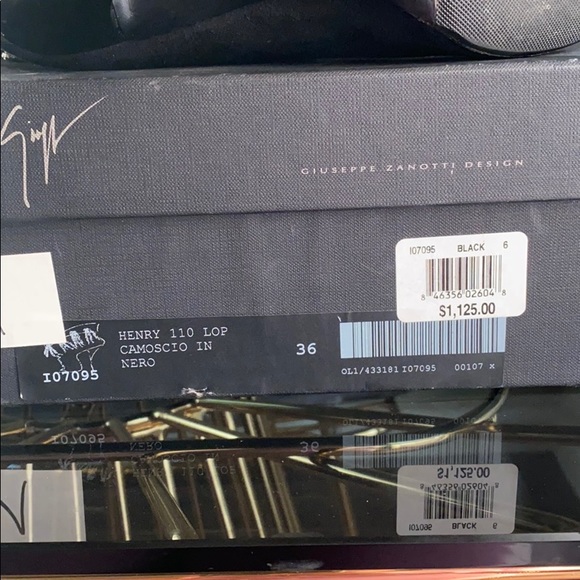 Giuseppe
GIUSEPPE ZANOTTI DESIGN
I07095 BLACK 6
8 46356 02604 8
$1,125.00
HENRY 110 LOP
CAMOSCIO IN
NERO
36
I07095
OL1/433181 I07095 00107 X